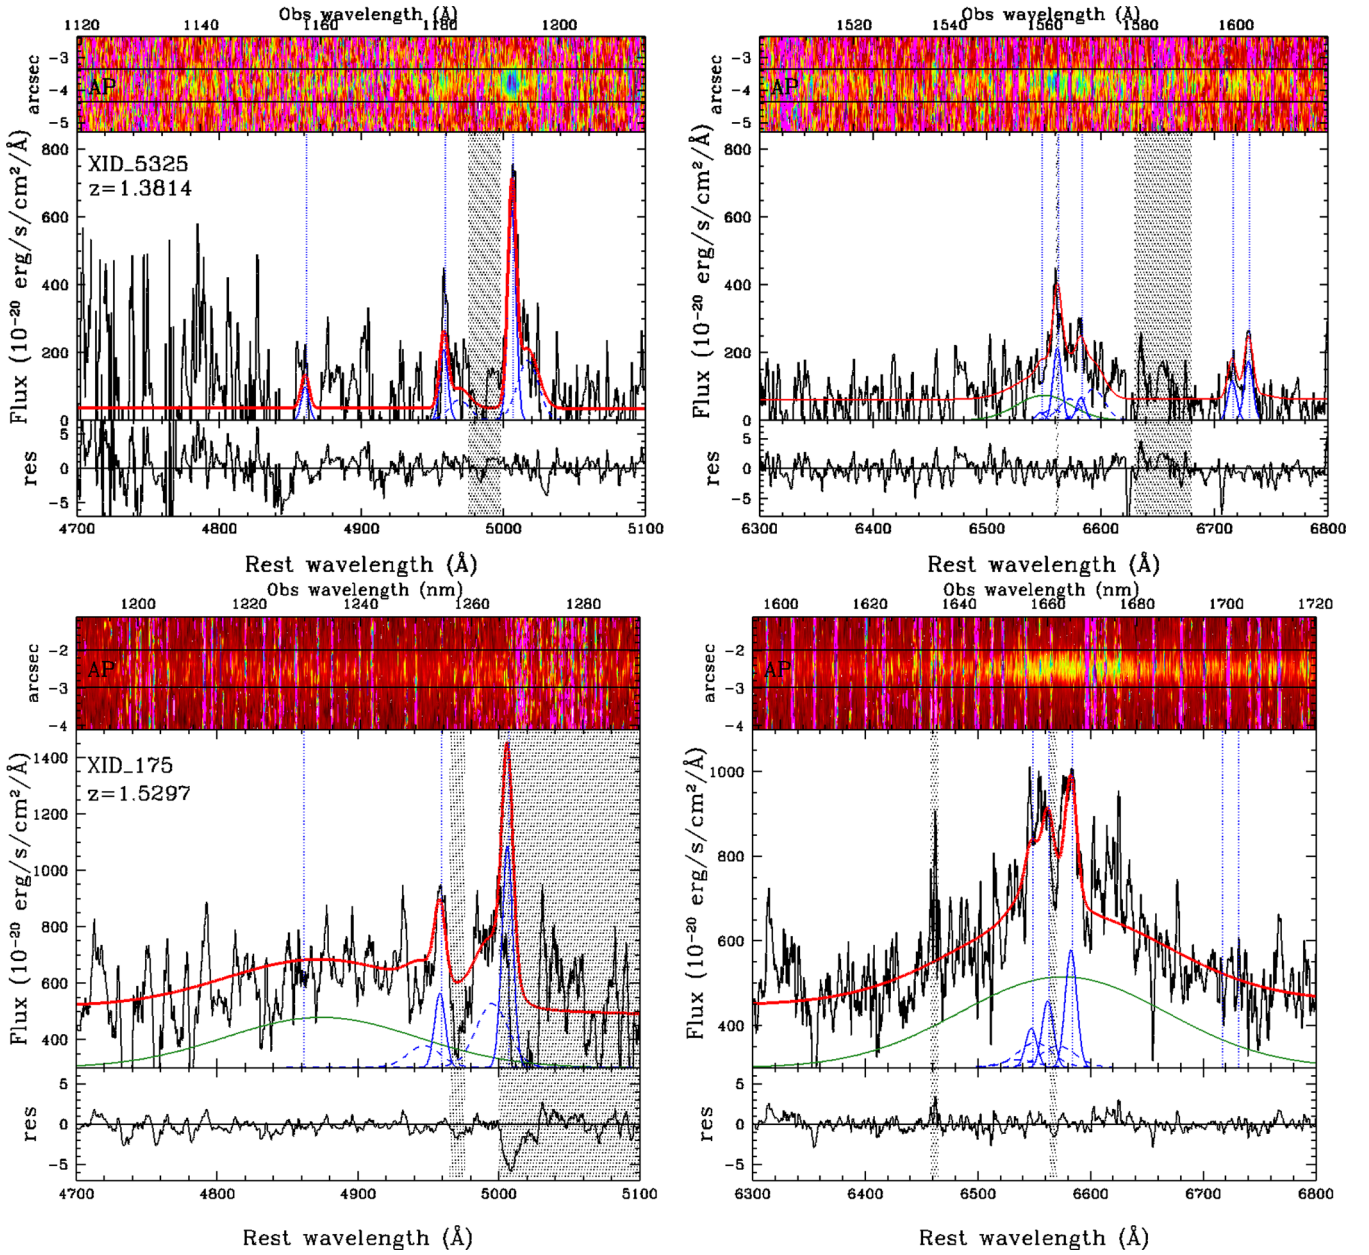 Obs wavelength (Å)
1120 1140 1160 1180 1200
arcsec
-3
-4
-5
AP
XID_5325
z=1.3814
Flux (10⁻²⁰ erg/s/cm²/Å)
800
600
400
200
0
res
5
0
-5
4700 4800 4900 5000 5100
Rest wavelength (Å)
Obs wavelength (Å)
1520 1540 1560 1580 1600
arcsec
-3
-4
-5
AP
Flux (10⁻²⁰ erg/s/cm²/Å)
800
600
400
200
0
res
5
0
-5
6300 6400 6500 6600 6700 6800
Rest wavelength (Å)
Obs wavelength (nm)
1200 1220 1240 1260 1280
arcsec
-2
-3
-4
AP
XID_175
z=1.5297
Flux (10⁻²⁰ erg/s/cm²/Å)
1400
1200
1000
800
600
400
res
5
0
-5
4700 4800 4900 5000 5100
Rest wavelength (Å)
Obs wavelength (nm)
1600 1620 1640 1660 1680 1700 1720
arcsec
-2
-3
-4
AP
Flux (10⁻²⁰ erg/s/cm²/Å)
1000
800
600
400
res
5
0
-5
6300 6400 6500 6600 6700 6800
Rest wavelength (Å)